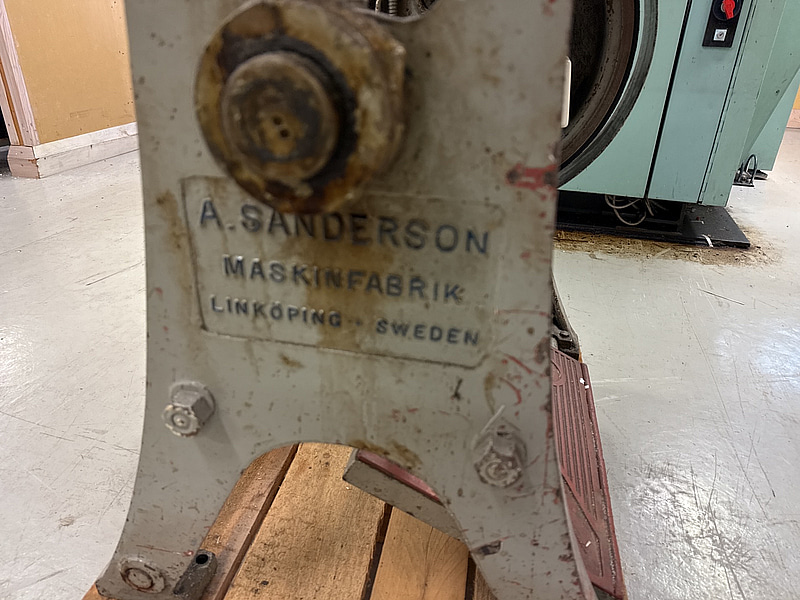 A. SANDERSON
MASKINFABRIK
LINKÖPING - SWEDEN